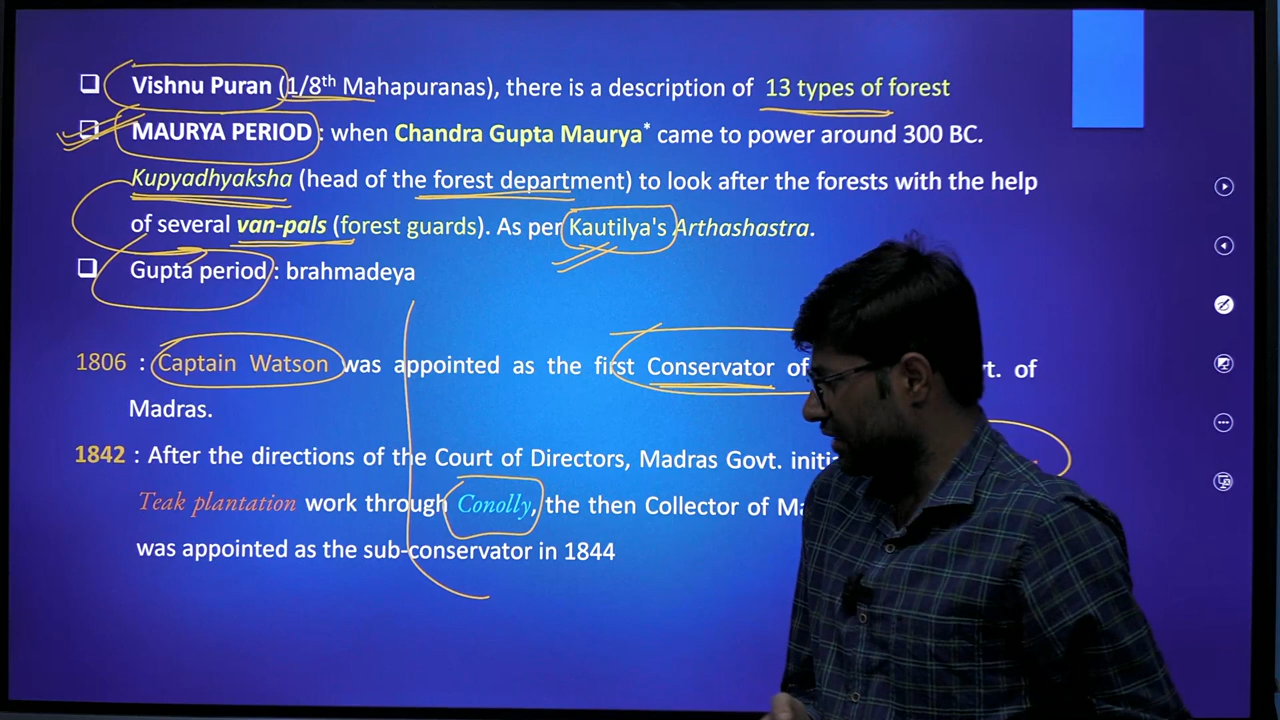 Vishnu Puran (1/8th Mahapuranas), there is a description of 13 types of forest
MAURYA PERIOD : when Chandra Gupta Maurya* came to power around 300 BC.
Kupyadhyaksha (head of the forest department) to look after the forests with the help
of several van-pals (forest guards). As per Kautilya's Arthashastra.
Gupta period : brahmadeya
1806 : Captain Watson was appointed as the first Conservator of rt. of
Madras.
1842 : After the directions of the Court of Directors, Madras Govt.
Teak plantation work through Conolly, the then Collector of
was appointed as the sub-conservator in 1844